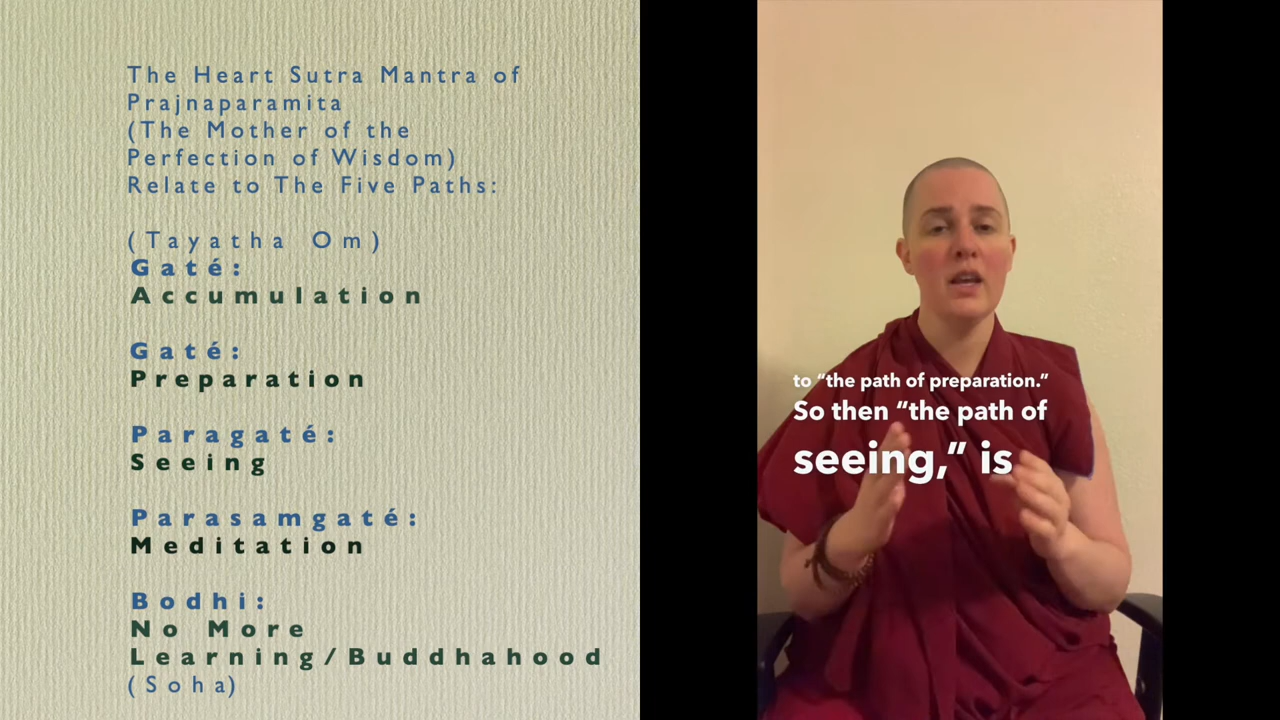 The Heart Sutra Mantra of
Prajnaparamita
(The Mother of the
Perfection of Wisdom)
Relate to The Five Paths:
(Tayatha Om)
Gaté:
Accumulation
Gaté:
Preparation
Paragaté:
Seeing
Parasamgaté:
Meditation
Bodhi:
No More
Learning/Buddhahood
(Soha)
to “the path of preparation.”
So then “the path of
seeing,” is